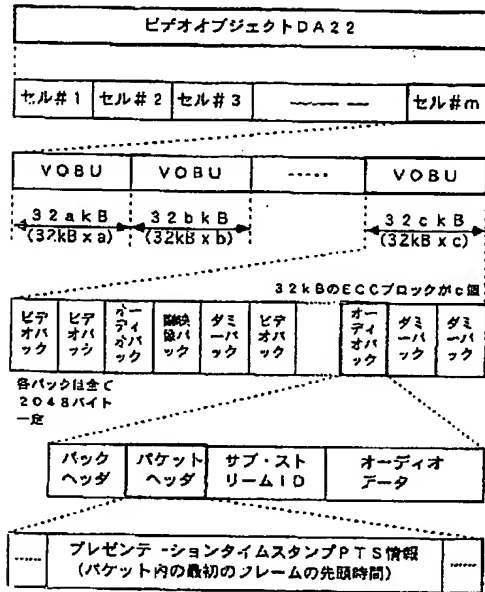 ビデオオブジェクトDA22
セル#1 セル#2 セル#3 セル#m
VOBU VOBU ----- VOBU
32akB 32bkB 32ckB
(32kB x a) (32kB x b) (32kB x c)
32kBのECCブロックがc個
ビデオパック ビデオパック オーディオパック 副映像パック ダミーパック ビデオパック オーディオパック ダミーパック ダミーパック
各パックは全て
2048バイト
一定
パック パケット サブ・スト オーディオ
ヘッダ ヘッダ リームID データ
プレゼンテーションタイムスタンプPTS情報
(パケット内の最初のフレームの先頭時間)